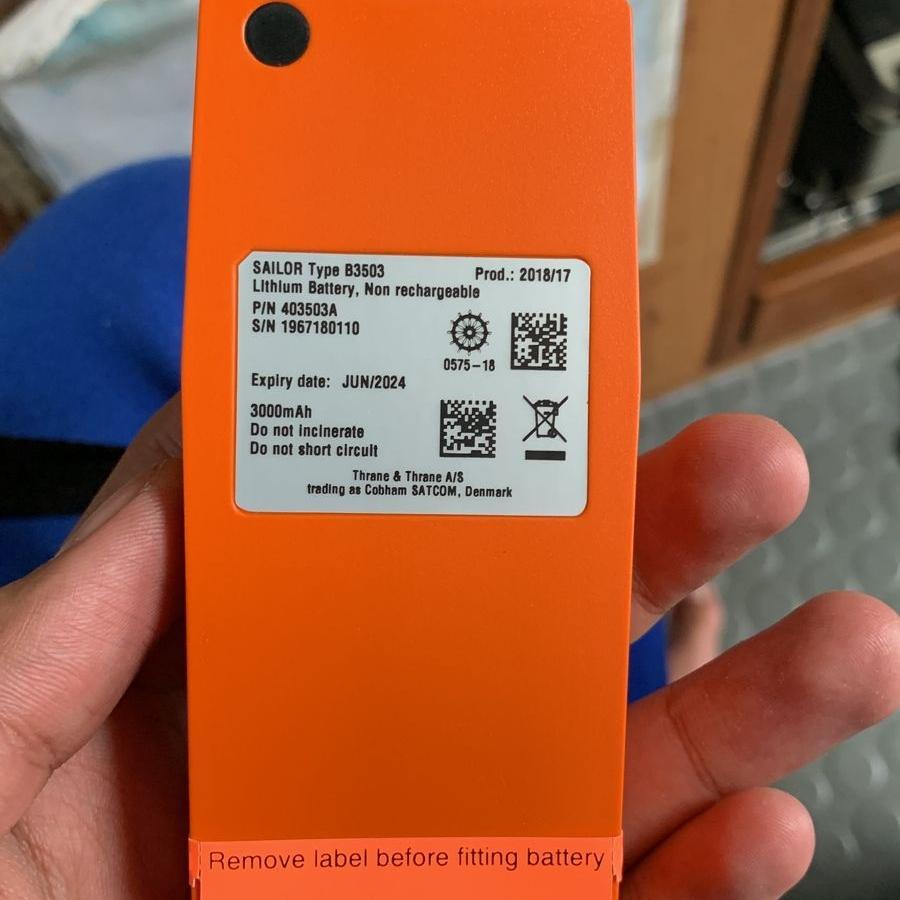 SAILOR Type B3503 Prod.: 2018/17
Lithium Battery, Non rechargeable
P/N 403503A
S/N 1967180110
0575-18
Expiry date: JUN/2024
3000mAh
Do not incinerate
Do not short circuit
Thrane & Thrane A/S
trading as Cobham SATCOM, Denmark
Remove label before fitting battery